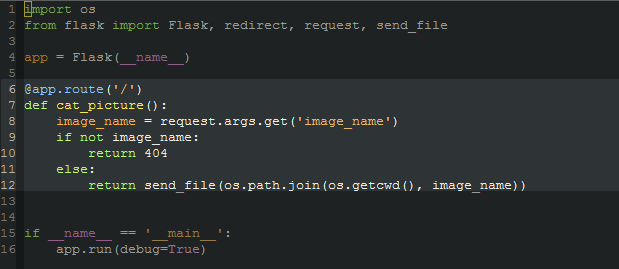 1 import os
2 from flask import Flask, redirect, request, send_file
3
4 app = Flask(__name__)
5
6 @app.route('/')
7 def cat_picture():
8     image_name = request.args.get('image_name')
9     if not image_name:
10         return 404
11     else:
12         return send_file(os.path.join(os.getcwd(), image_name))
13
14
15 if __name__ == '__main__':
16     app.run(debug=True)